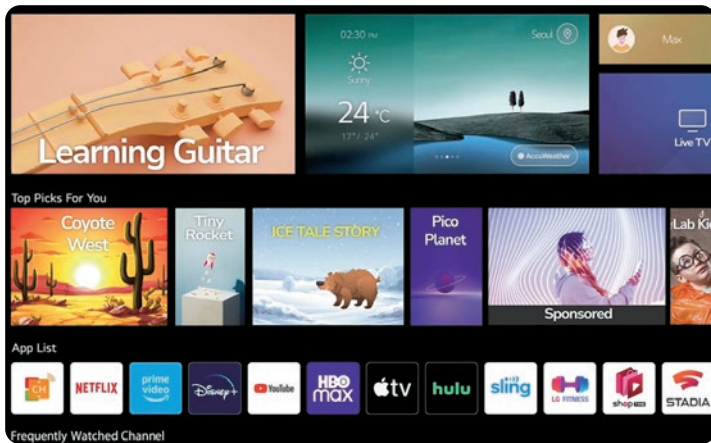 Learning Guitar
02:30 PM
Sunny
24 °C
17°/ 24°
Seoul
AccuWeather
Max
Live TV
Top Picks For You
Coyote
West
Tiny
Rocket
ICE TALE STORY
Pico
Planet
Sponsored
eLab Kid
App List
CH
NETFLIX
prime
video
Disney+
YouTube
HBO
max
tv
hulu
sling
LG FITNESS
shop
STADIA
Frequently Watched Channel